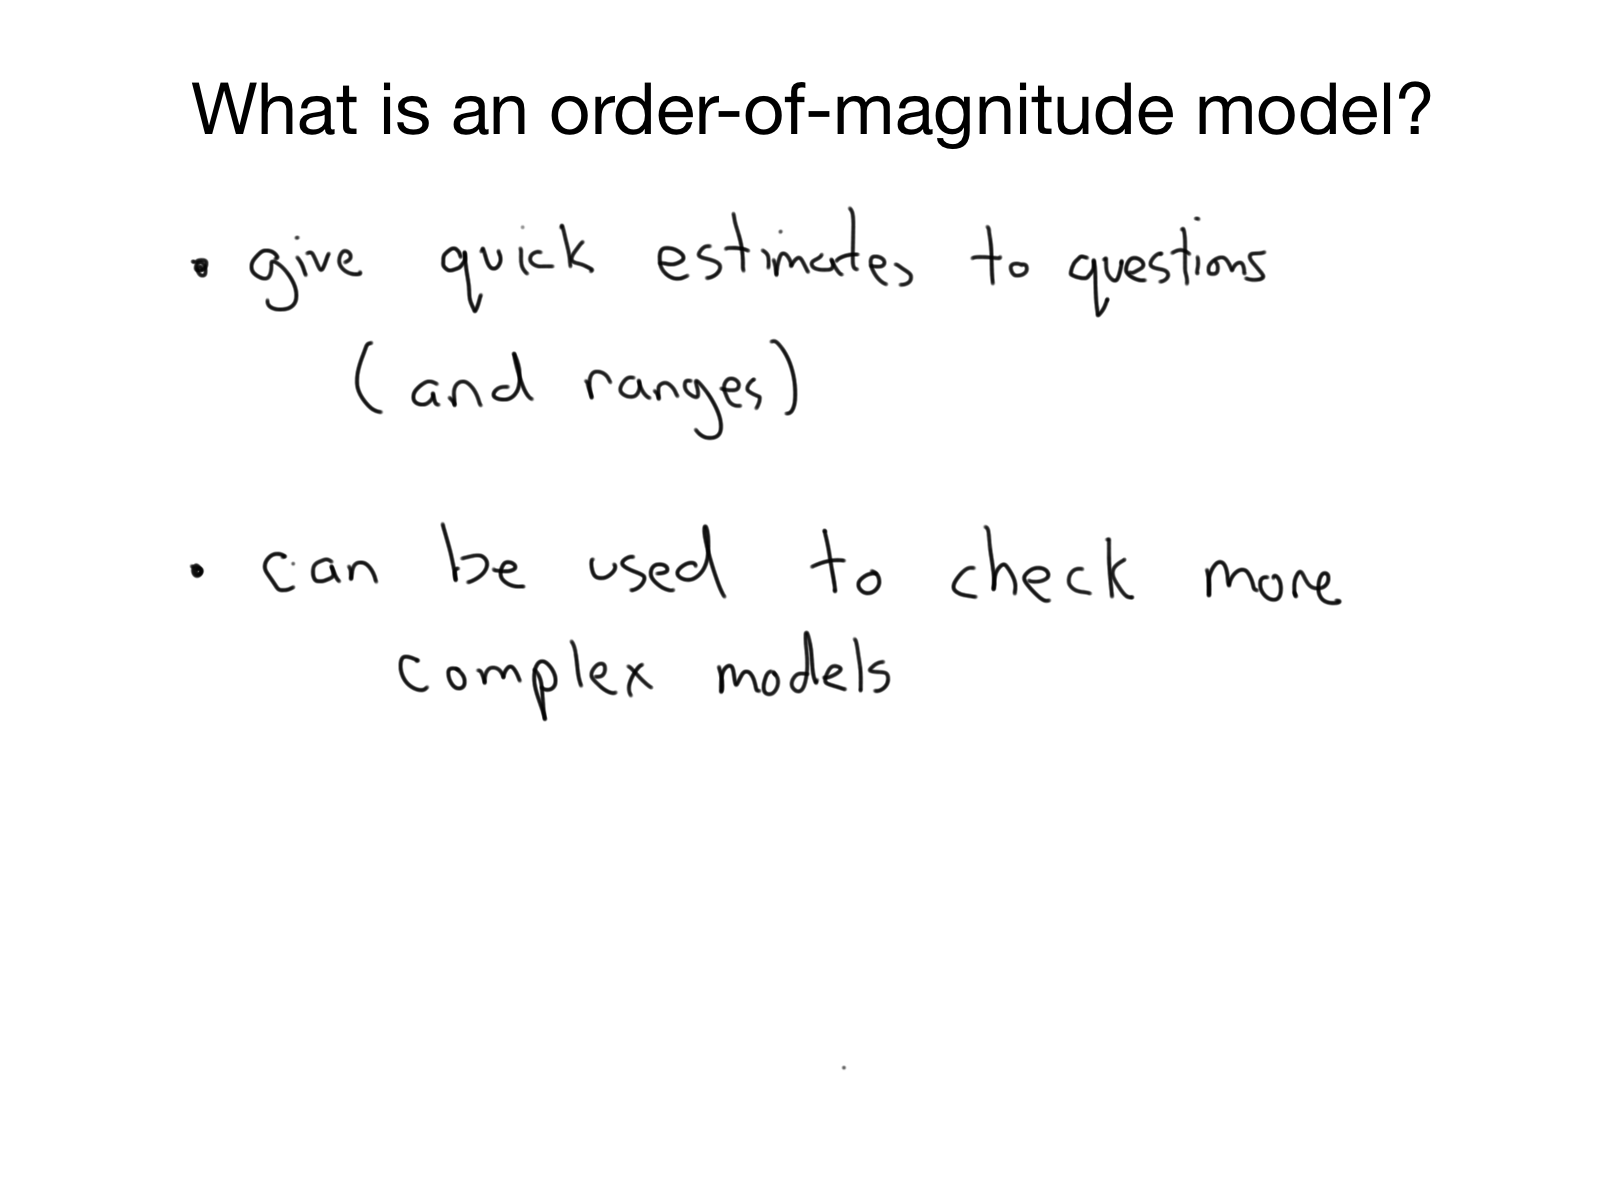 What is an order-of-magnitude model?
• give quick estimates to questions
(and ranges)
• can be used to check more
complex models